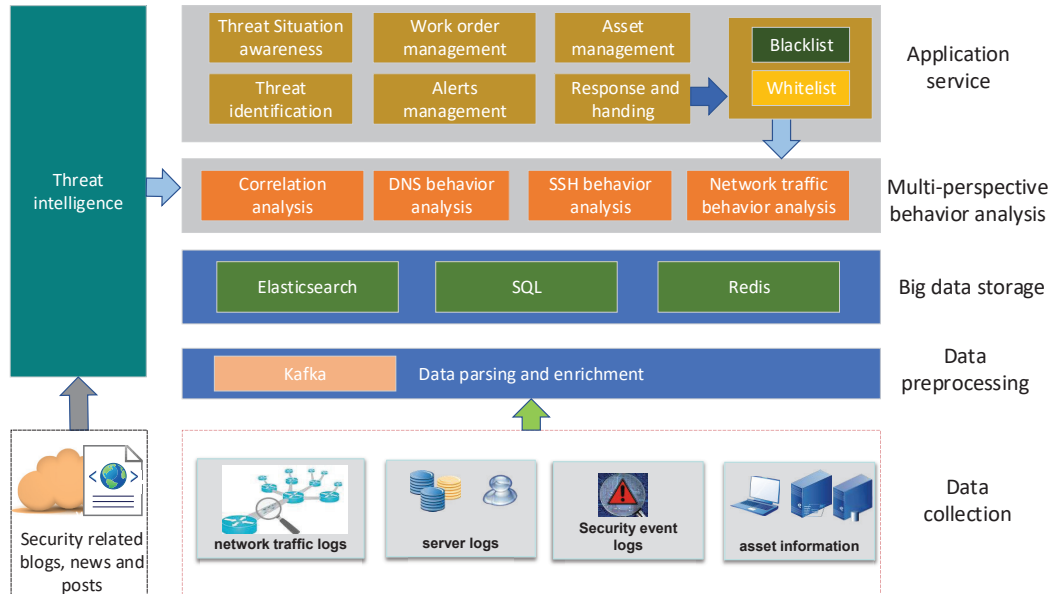 Threat Situation
awareness
Work order
management
Asset
management
Blacklist
Application
service
Threat
identification
Alerts
management
Response and
handing
Whitelist
Threat
intelligence
Correlation
analysis
DNS behavior
analysis
SSH behavior
analysis
Network traffic
behavior analysis
Multi-perspective
behavior analysis
Elasticsearch
SQL
Redis
Big data storage
Kafka
Data parsing and enrichment
Data
preprocessing
Security related
blogs, news and
posts
network traffic logs
server logs
Security event
logs
asset information
Data
collection